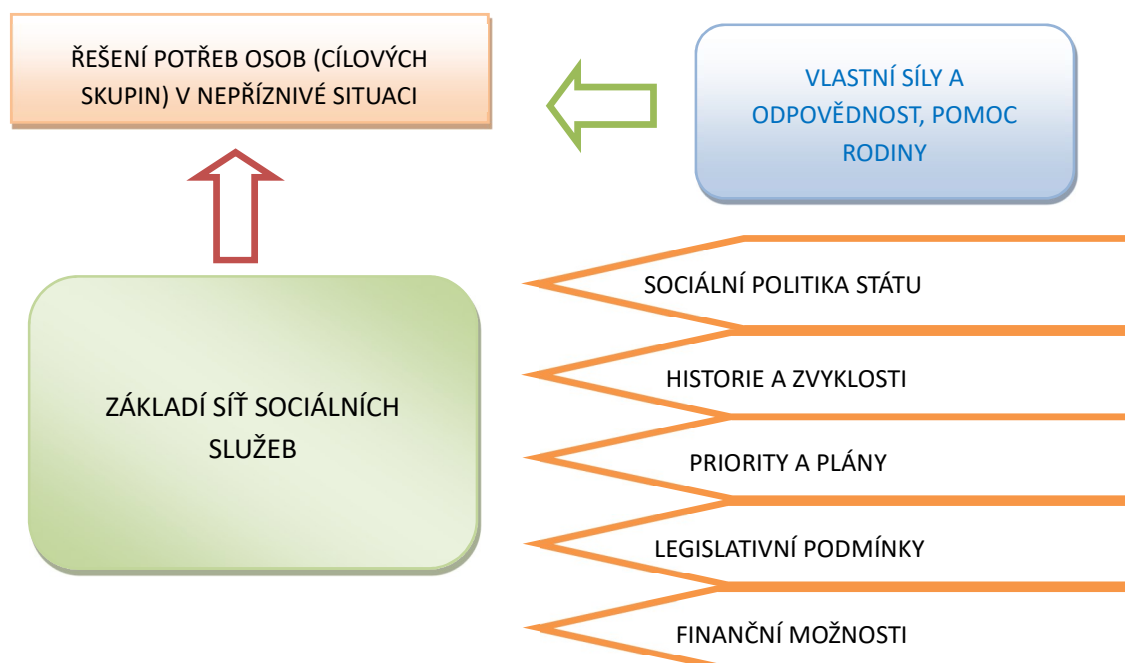 ŘEŠENÍ POTŘEB OSOB (CÍLOVÝCH
SKUPIN) V NEPŘÍZNIVÉ SITUACI
VLASTNÍ SÍLY A
ODPOVĚDNOST, POMOC
RODINY
ZÁKLADÍ SÍŤ SOCIÁLNÍCH
SLUŽEB
SOCIÁLNÍ POLITIKA STÁTU
HISTORIE A ZVYKLOSTI
PRIORITY A PLÁNY
LEGISLATIVNÍ PODMÍNKY
FINANČNÍ MOŽNOSTI